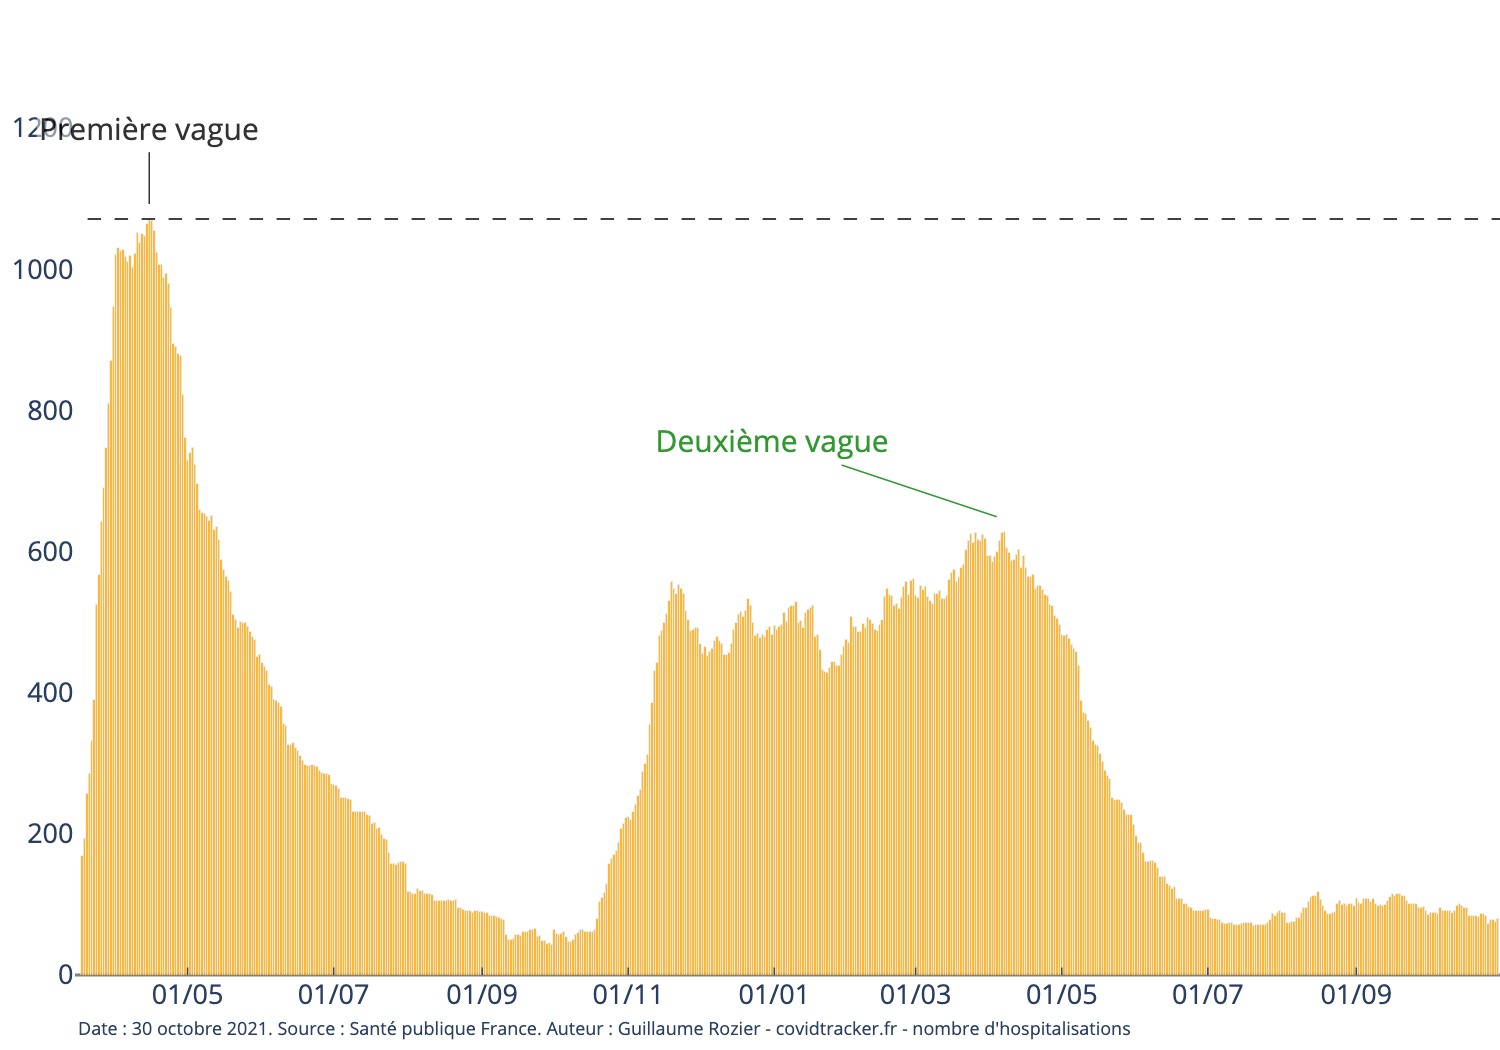 1200
Première vague
1000
800
Deuxième vague
600
400
200
0
01/05 01/07 01/09 01/11 01/01 01/03 01/05 01/07 01/09
Date : 30 octobre 2021. Source : Santé publique France. Auteur : Guillaume Rozier - covidtracker.fr - nombre d'hospitalisations